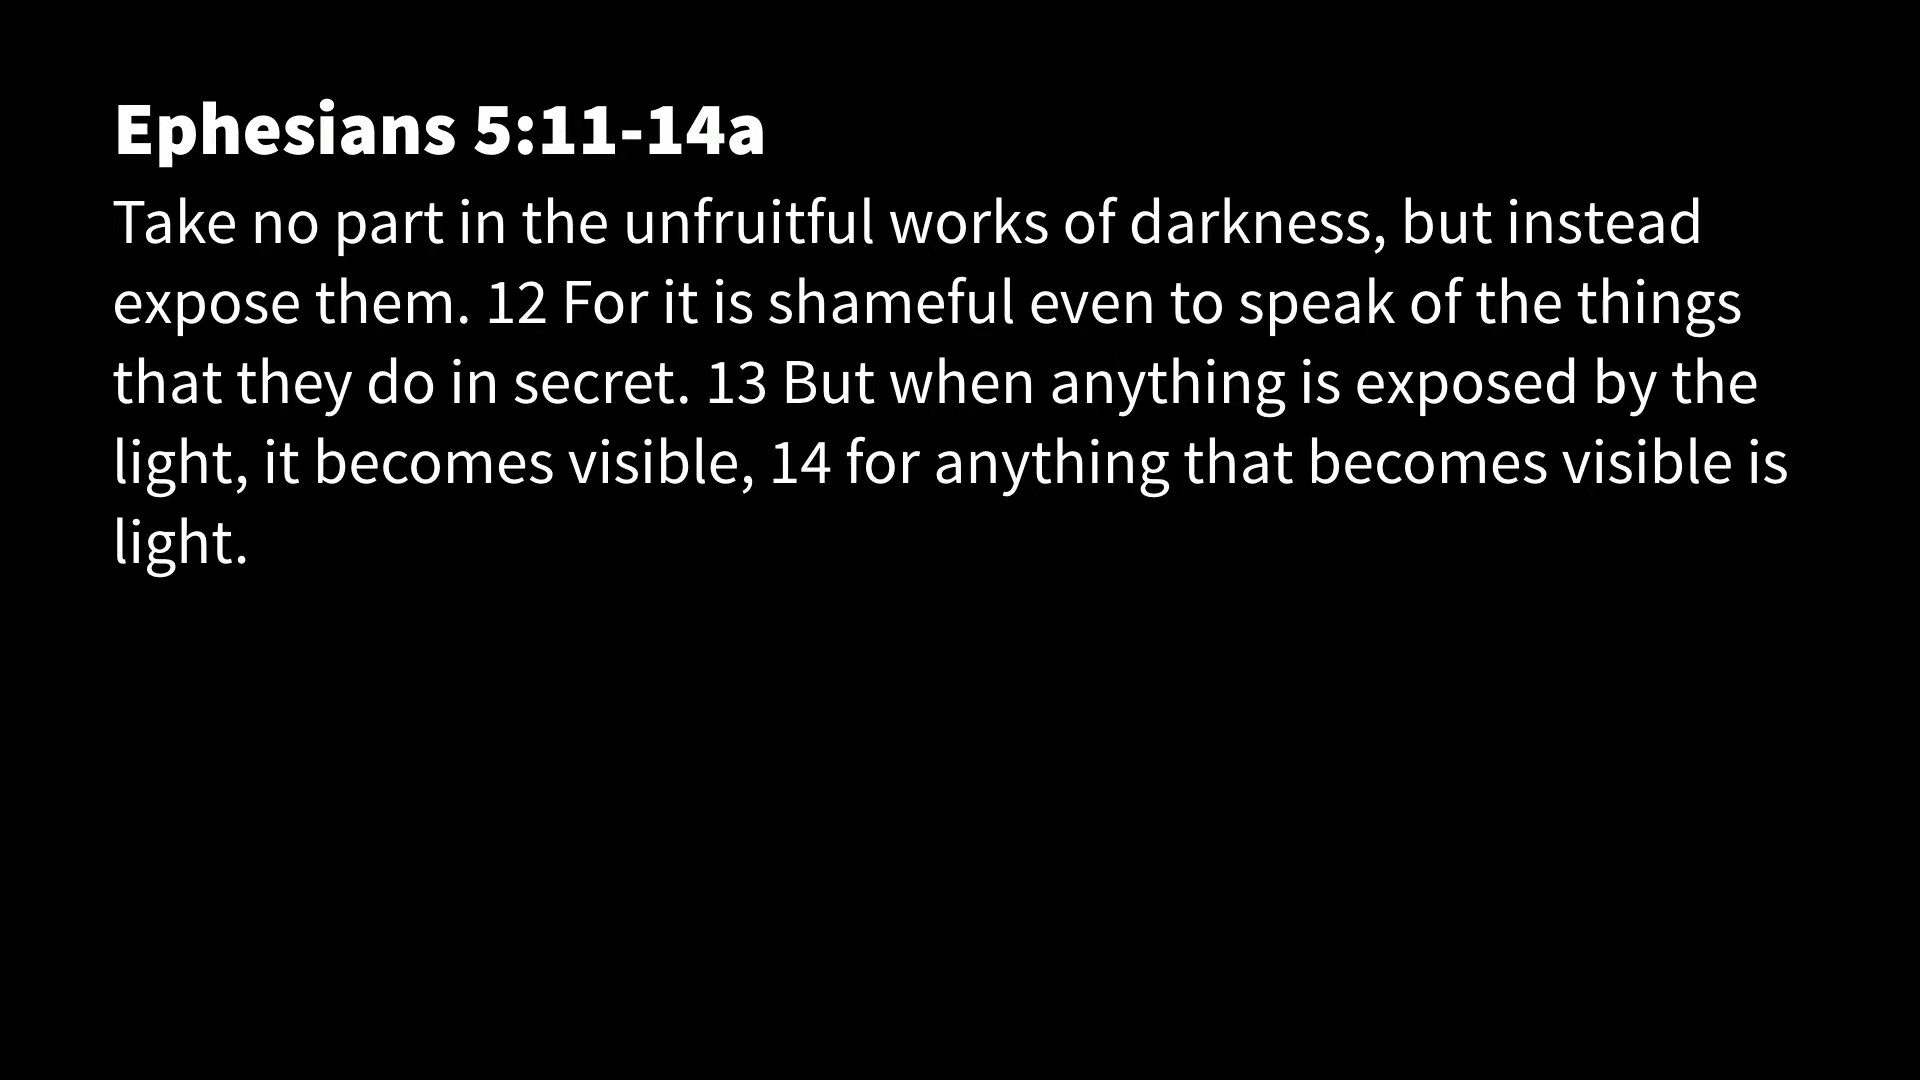 Ephesians 5:11-14a
Take no part in the unfruitful works of darkness, but instead
expose them. 12 For it is shameful even to speak of the things
that they do in secret. 13 But when anything is exposed by the
light, it becomes visible, 14 for anything that becomes visible is
light.